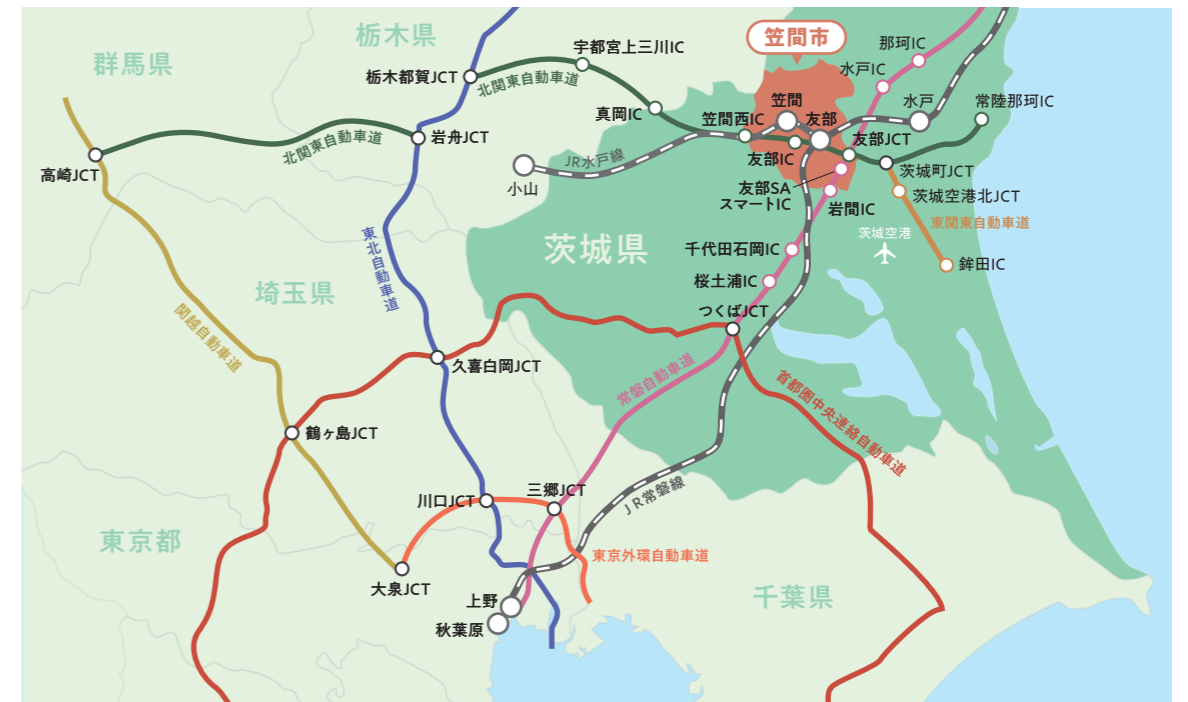 笠間市
栃木県
群馬県
那珂IC
宇都宮上三川IC
栃木都賀JCT
北関東自動車道
水戸IC
笠間
水戸
常陸那珂IC
真岡IC
笠間西IC
友部
岩舟JCT
友部JCT
北関東自動車道
JR水戸線
友部IC
高崎JCT
小山
茨城町JCT
友部SA
スマートIC
茨城空港北JCT
岩間IC
東関東自動車道
茨城空港
東北自動車道
茨城県
千代田石岡IC
鉾田IC
桜土浦IC
埼玉県
つくばJCT
関越自動車道
久喜白岡JCT
常磐自動車道
首都圏中央連絡自動車道
鶴ヶ島JCT
三郷JCT
川口JCT
JR常磐線
東京都
東京外環自動車道
大泉JCT
千葉県
上野
秋葉原